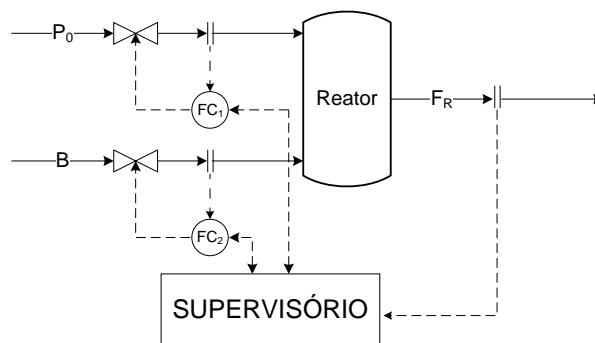 P₀
FC₁
Reator
F_R
B
FC₂
SUPERVISÓRIO